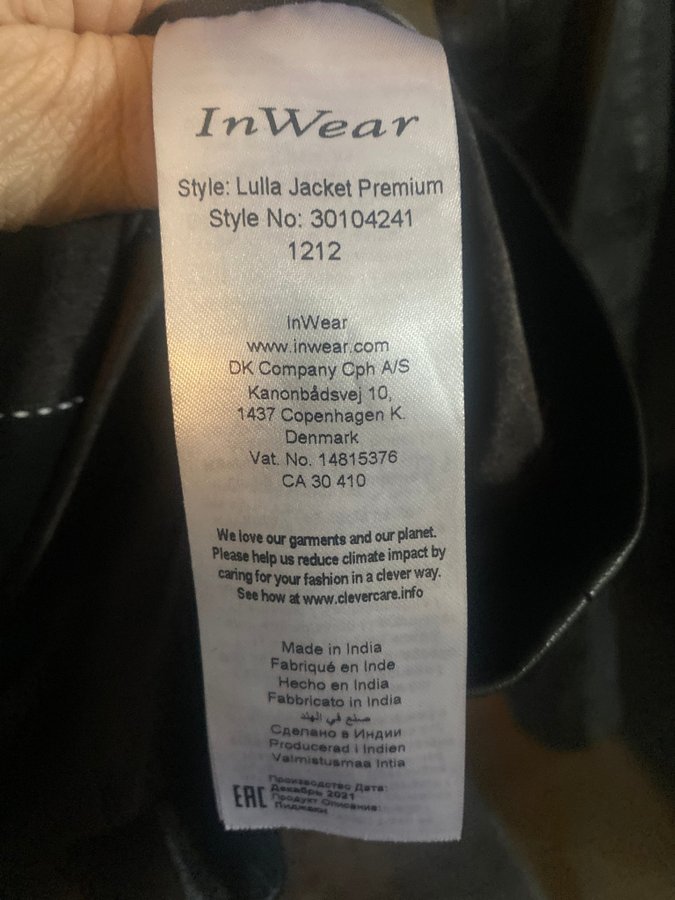 InWear
Style: Lulla Jacket Premium
Style No: 30104241
1212
InWear
www.inwear.com
DK Company Cph A/S
Kanonbådsvej 10,
1437 Copenhagen K.
Denmark
Vat. No. 14815376
CA 30 410
We love our garments and our planet.
Please help us reduce climate impact by
caring for your fashion in a clever way.
See how at www.clevercare.info
Made in India
Fabriqué en Inde
Hecho en India
Fabbricato in India
صنع في الهند
Сделано в Индии
Producerad i Indien
Valmistusmaa Intia
EAC
Производство Дата:
Декабрь 2021
Продукт Описание:
Пиджаки